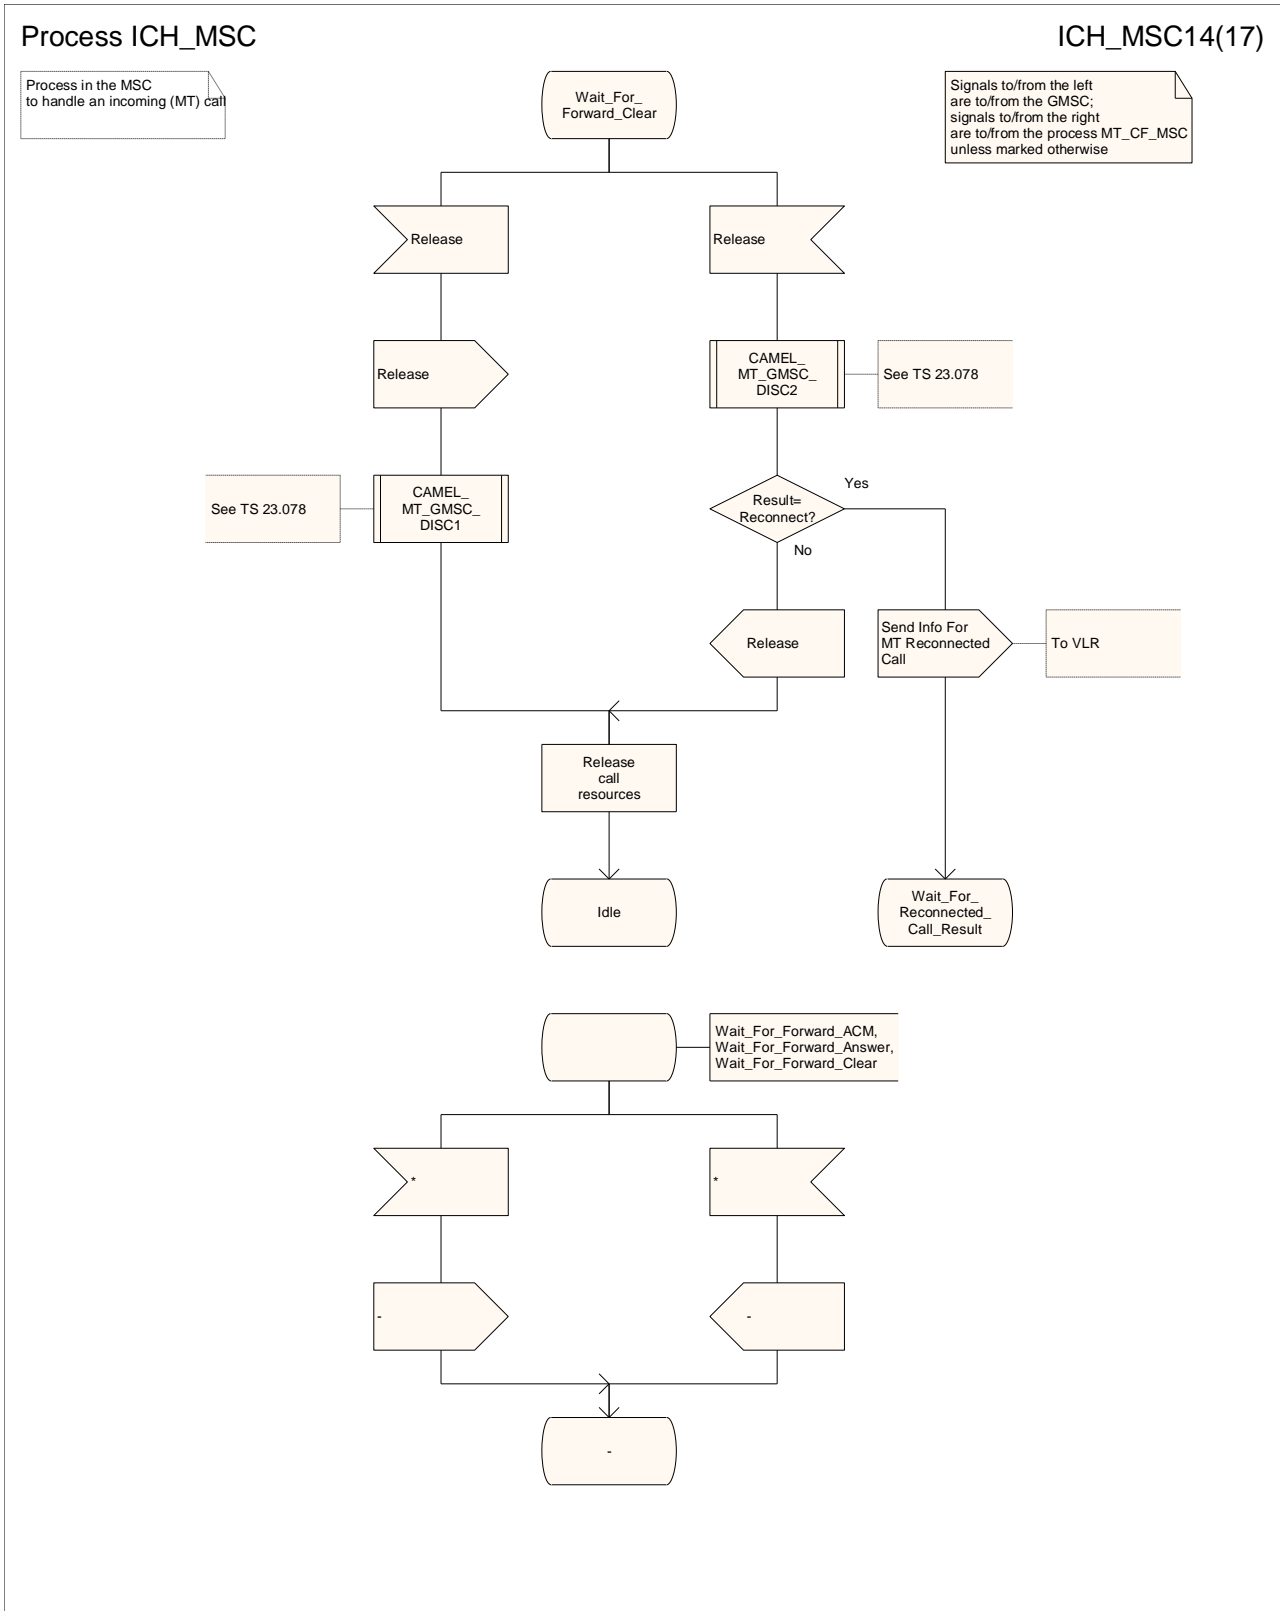 Process ICH_MSC
ICH_MSC14(17)
Process in the MSC
to handle an incoming (MT) call
Wait_For_
Forward_Clear
Signals to/from the left
are to/from the GMSC;
signals to/from the right
are to/from the process MT_CF_MSC
unless marked otherwise
Release
Release
Release
CAMEL_
MT_GMSC_
DISC2
See TS 23.078
See TS 23.078
CAMEL_
MT_GMSC_
DISC1
Result=
Reconnect?
Yes
No
Release
Send Info For
MT Reconnected
Call
To VLR
Release
call
resources
Idle
Wait_For_
Reconnected_
Call_Result
Wait_For_Forward_ACM,
Wait_For_Forward_Answer,
Wait_For_Forward_Clear
*
*
-
-
-